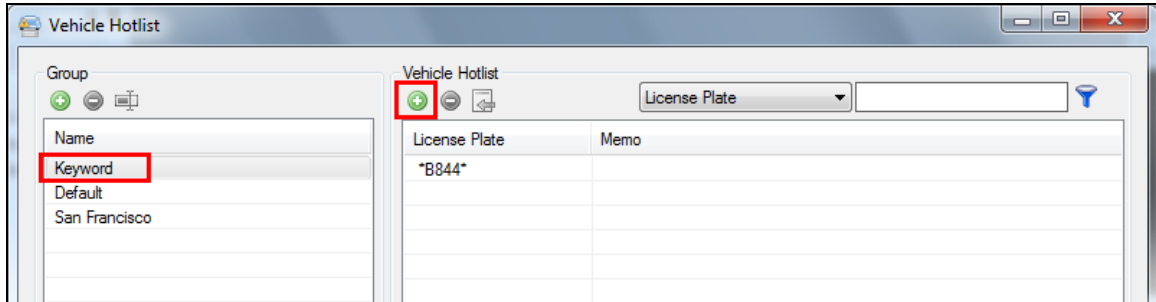 Vehicle Hotlist
Group
Name
Keyword
Default
San Francisco
Vehicle Hotlist
License Plate
License Plate Memo
*B844*